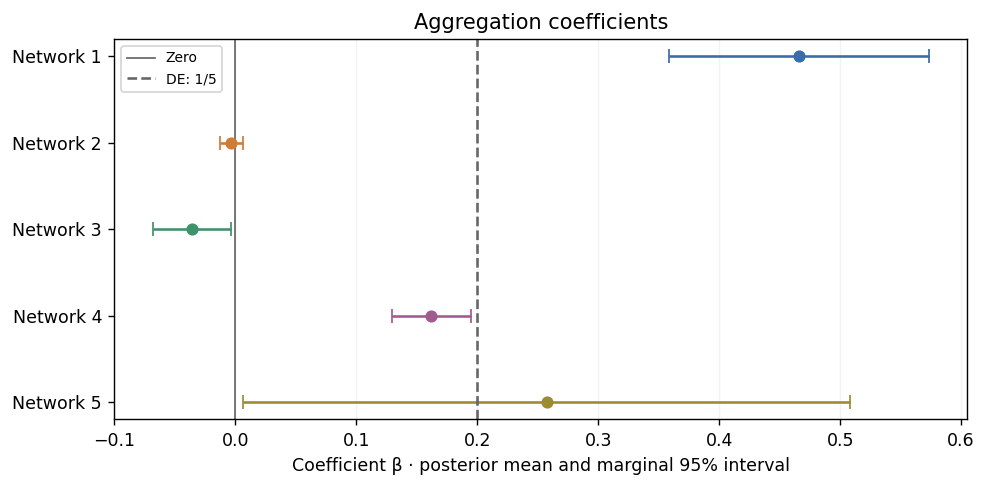 Aggregation coefficients
Zero
DE: 1/5
Network 1
Network 2
Network 3
Network 4
Network 5
−0.1 0.0 0.1 0.2 0.3 0.4 0.5 0.6
Coefficient β · posterior mean and marginal 95% interval